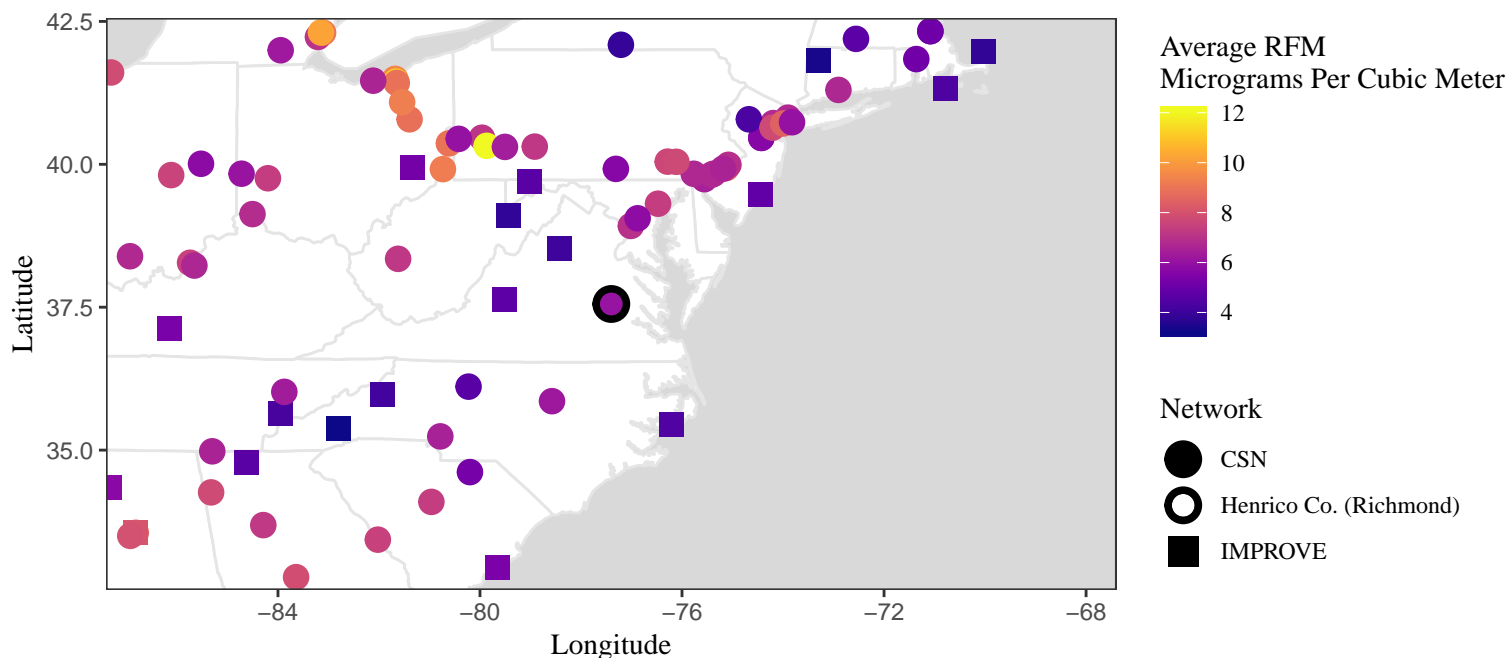 42.5
40.0
37.5
35.0
Latitude
−84
−80
−76
−72
−68
Longitude
Average RFM
Micrograms Per Cubic Meter
12
10
8
6
4
Network
CSN
Henrico Co. (Richmond)
IMPROVE